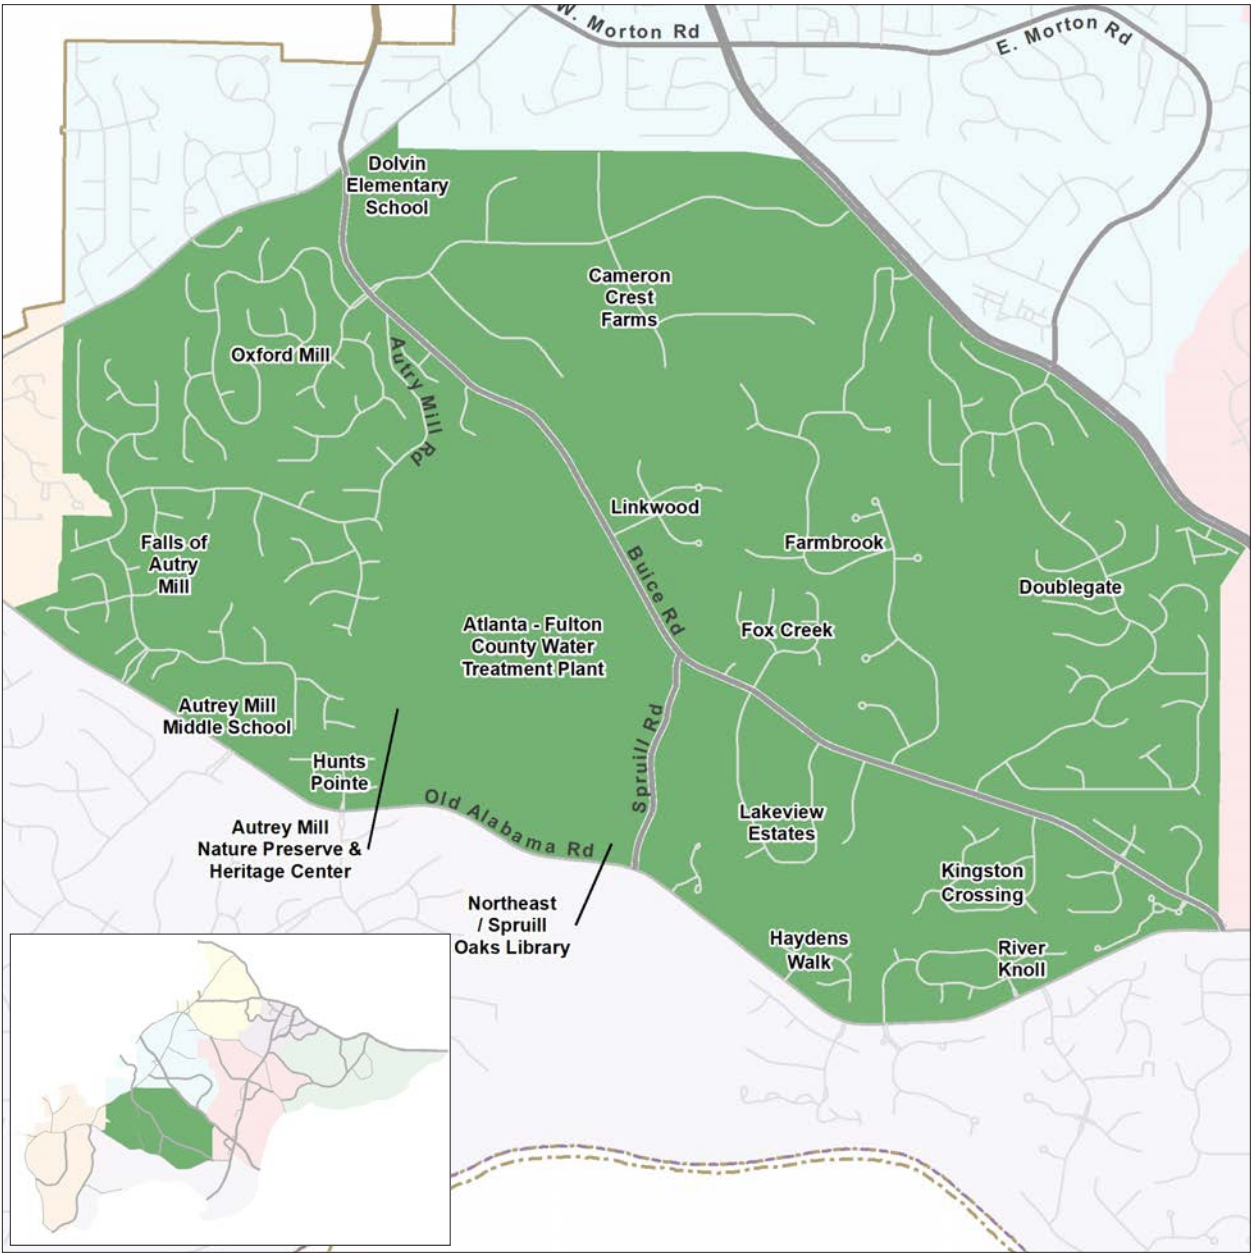 W. Morton Rd
E. Morton Rd
Dolvin
Elementary
School
Cameron
Crest
Farms
Oxford Mill
Autry Mill Rd
Linkwood
Falls of
Autry
Mill
Farmbrook
Buice Rd
Doublegate
Atlanta - Fulton
County Water
Treatment Plant
Fox Creek
Autrey Mill
Middle School
Spruill Rd
Hunts
Pointe
Old Alabama Rd
Lakeview
Estates
Autrey Mill
Nature Preserve &
Heritage Center
Kingston
Crossing
Northeast
/ Spruill
Oaks Library
Haydens
Walk
River
Knoll